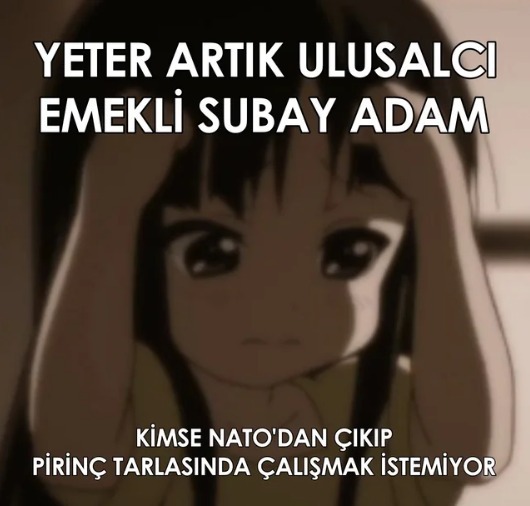 YETER ARTIK ULUSALCI
EMEKLİ SUBAY ADAM
KİMSE NATO'DAN ÇIKIP
PİRİNÇ TARLASINDA ÇALIŞMAK İSTEMİYOR